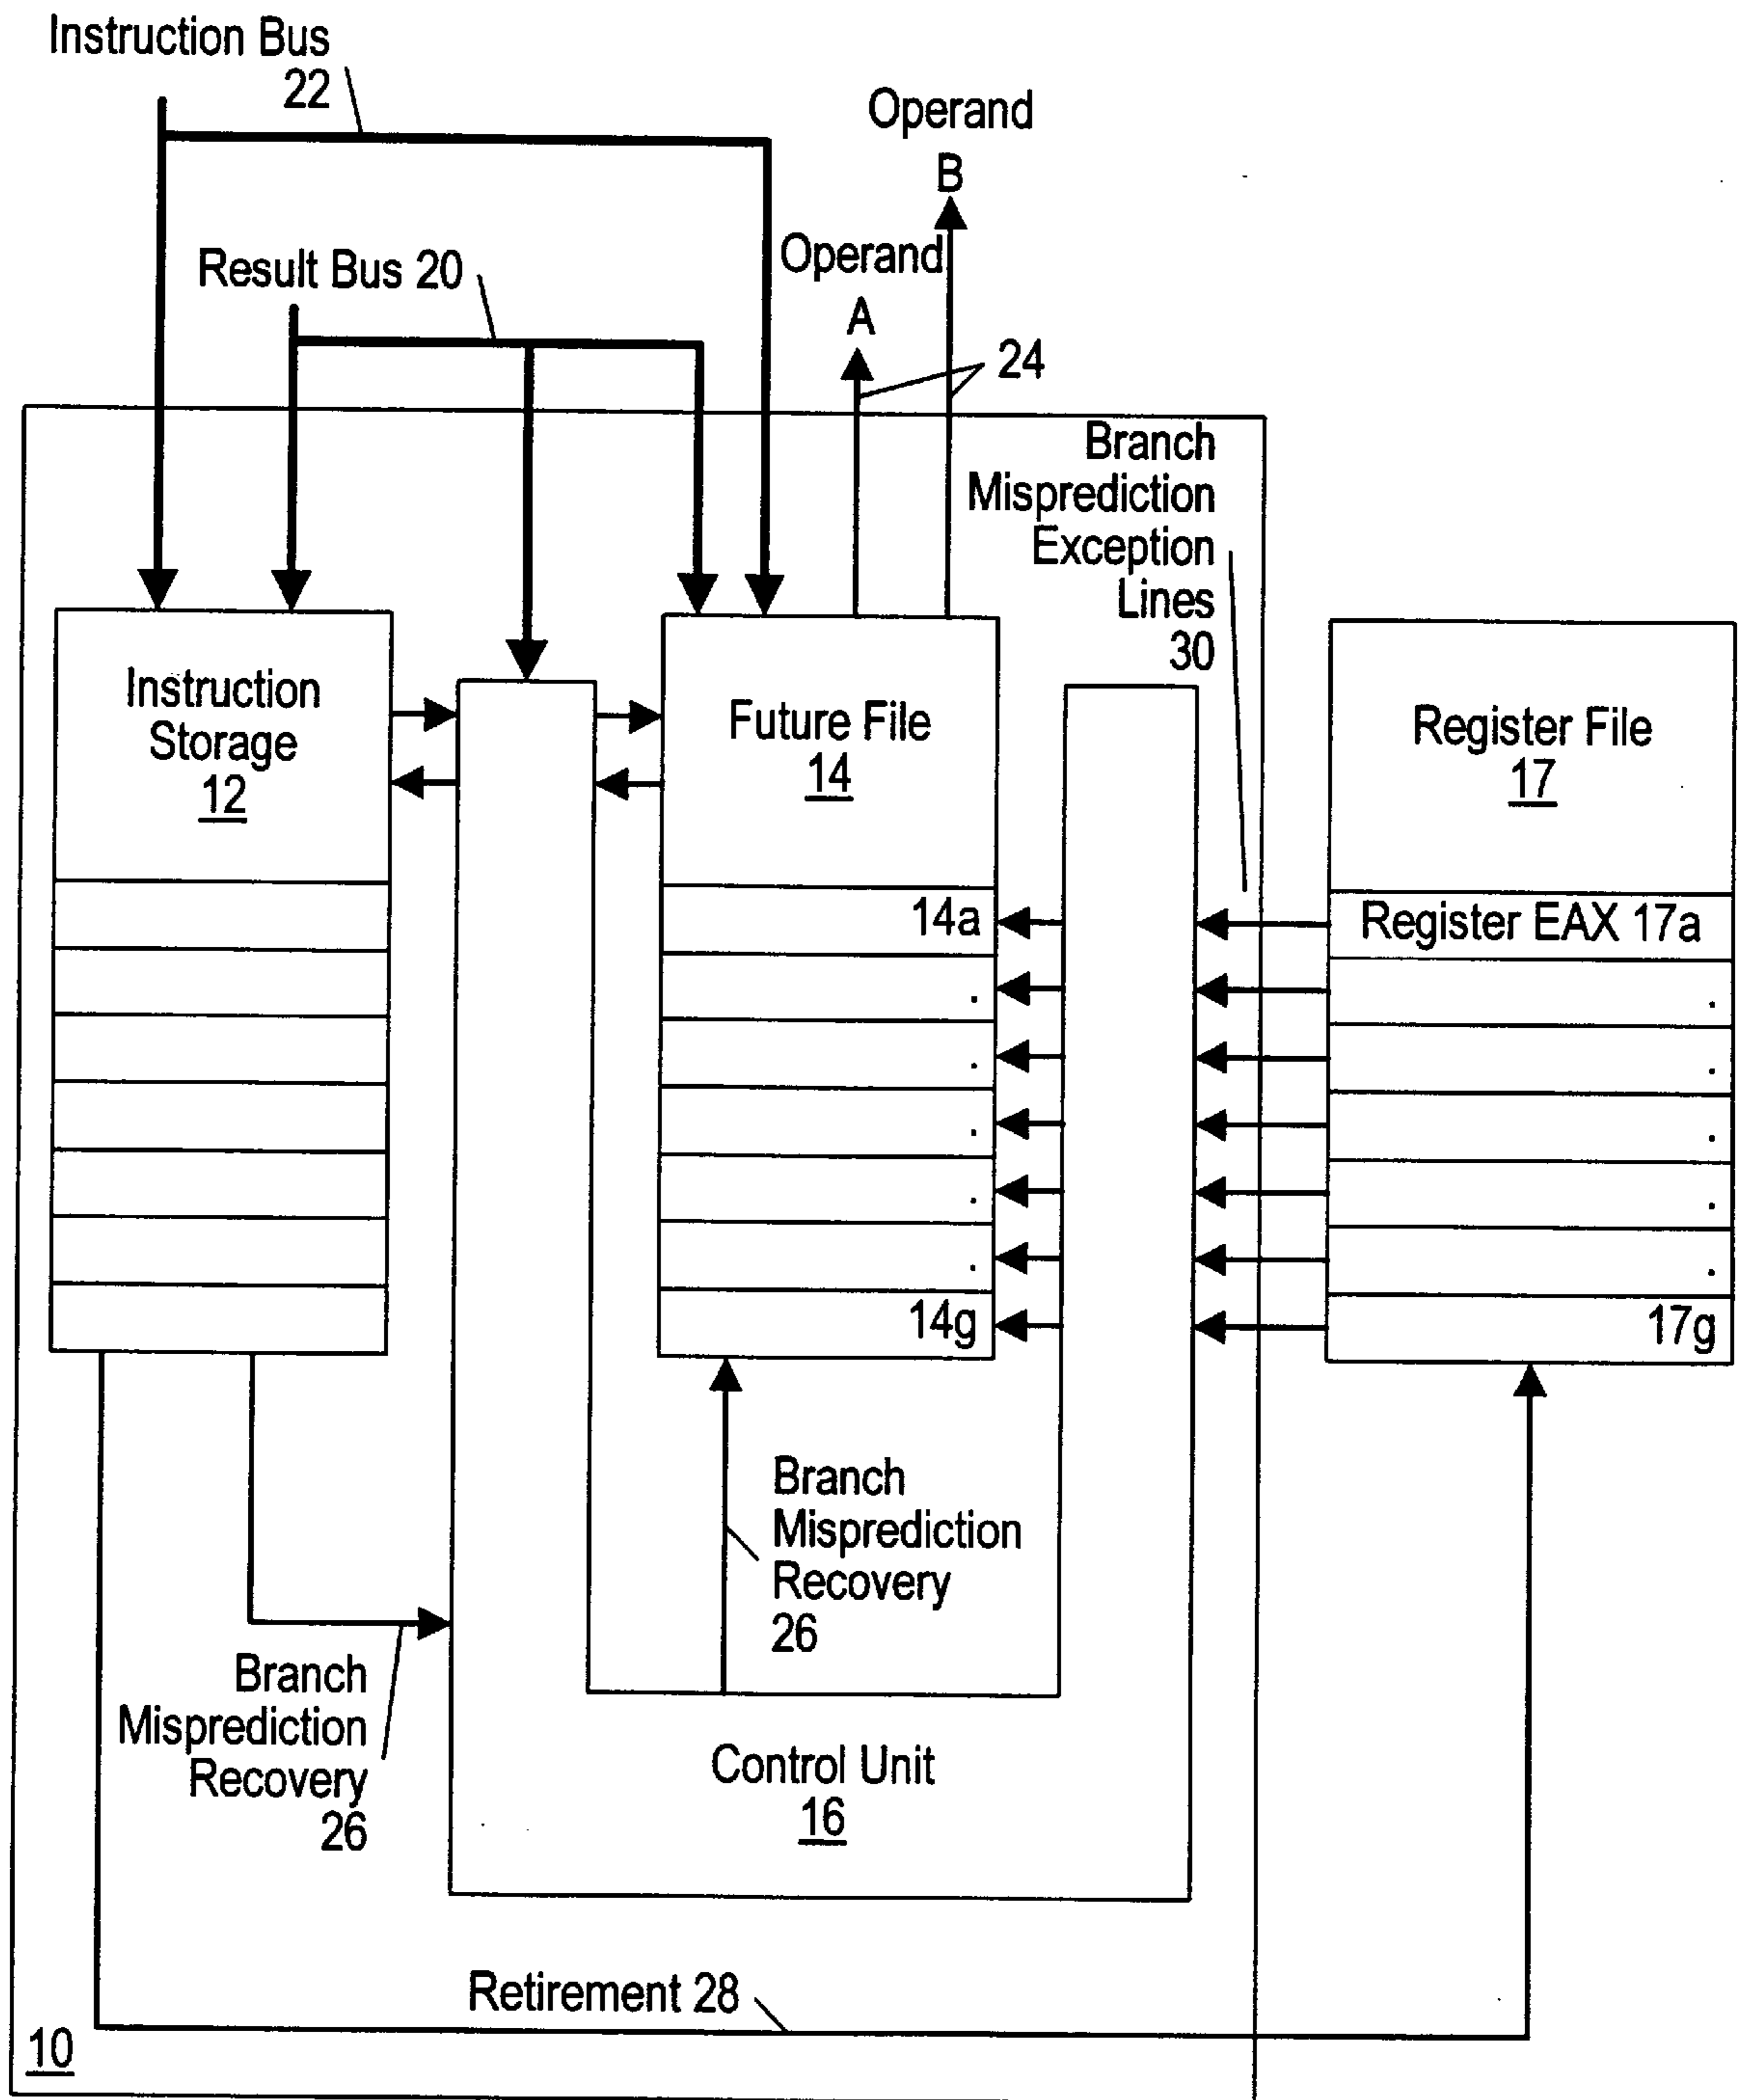 Instruction Bus
22
Operand
B
Operand
A
Result Bus 20
24
Branch
Misprediction
Exception
Lines
30
Instruction
Storage
12
Future File
14
Register File
17
14a
Register EAX 17a
.
.
.
.
.
.
.
.
.
.
14g
17g
Branch
Misprediction
Recovery
26
Branch
Misprediction
Recovery
26
Control Unit
16
Retirement 28
10